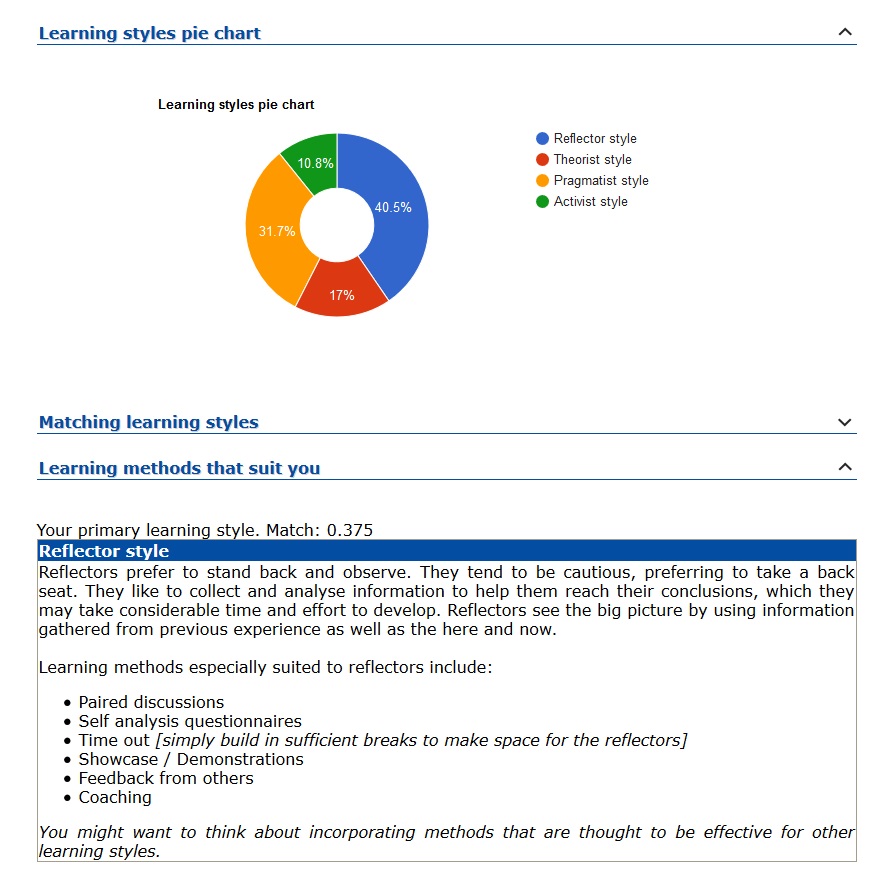 Learning styles pie chart
Learning styles pie chart
Reflector style
Theorist style
Pragmatist style
Activist style
10.8%
40.5%
31.7%
17%
Matching learning styles
Learning methods that suit you
Your primary learning style. Match: 0.375
Reflector style
Reflectors prefer to stand back and observe. They tend to be cautious, preferring to take a back
seat. They like to collect and analyse information to help them reach their conclusions, which they
may take considerable time and effort to develop. Reflectors see the big picture by using information
gathered from previous experience as well as the here and now.
Learning methods especially suited to reflectors include:
• Paired discussions
• Self analysis questionnaires
• Time out [simply build in sufficient breaks to make space for the reflectors]
• Showcase / Demonstrations
• Feedback from others
• Coaching
You might want to think about incorporating methods that are thought to be effective for other
learning styles.